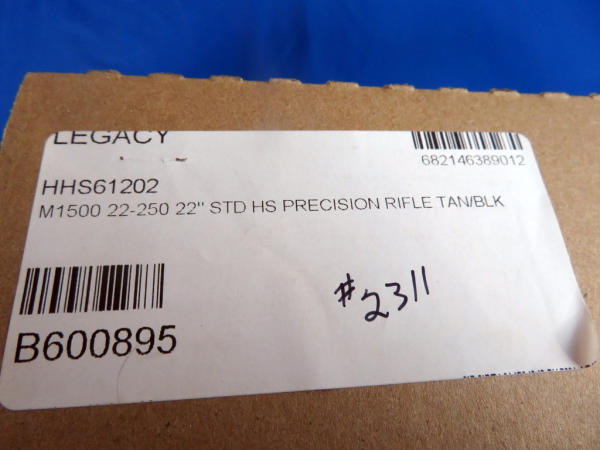 LEGACY
682146389012
HHS61202
M1500 22-250 22" STD HS PRECISION RIFLE TAN/BLK
#2311
B600895